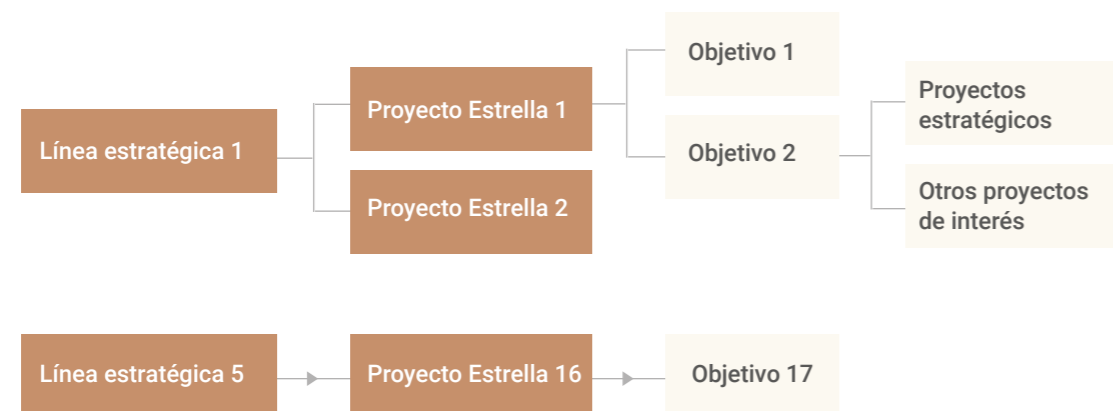 Línea estratégica 1
Proyecto Estrella 1
Proyecto Estrella 2
Objetivo 1
Objetivo 2
Proyectos
estratégicos
Otros proyectos
de interés
Línea estratégica 5
Proyecto Estrella 16
Objetivo 17